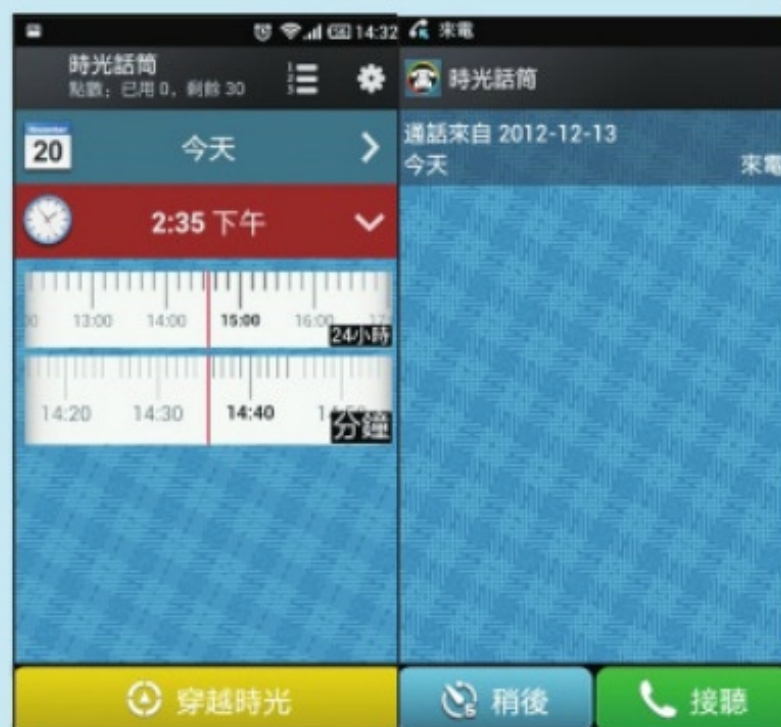 14:32
時光話筒
點數：已用 0，剩餘 30
November
20
今天
2:35 下午
13:00 14:00 15:00 16:00
24小時
14:20 14:30 14:40
分鐘
穿越時光
來電
時光話筒
通話來自 2012-12-13
今天 來電
稍後 接聽